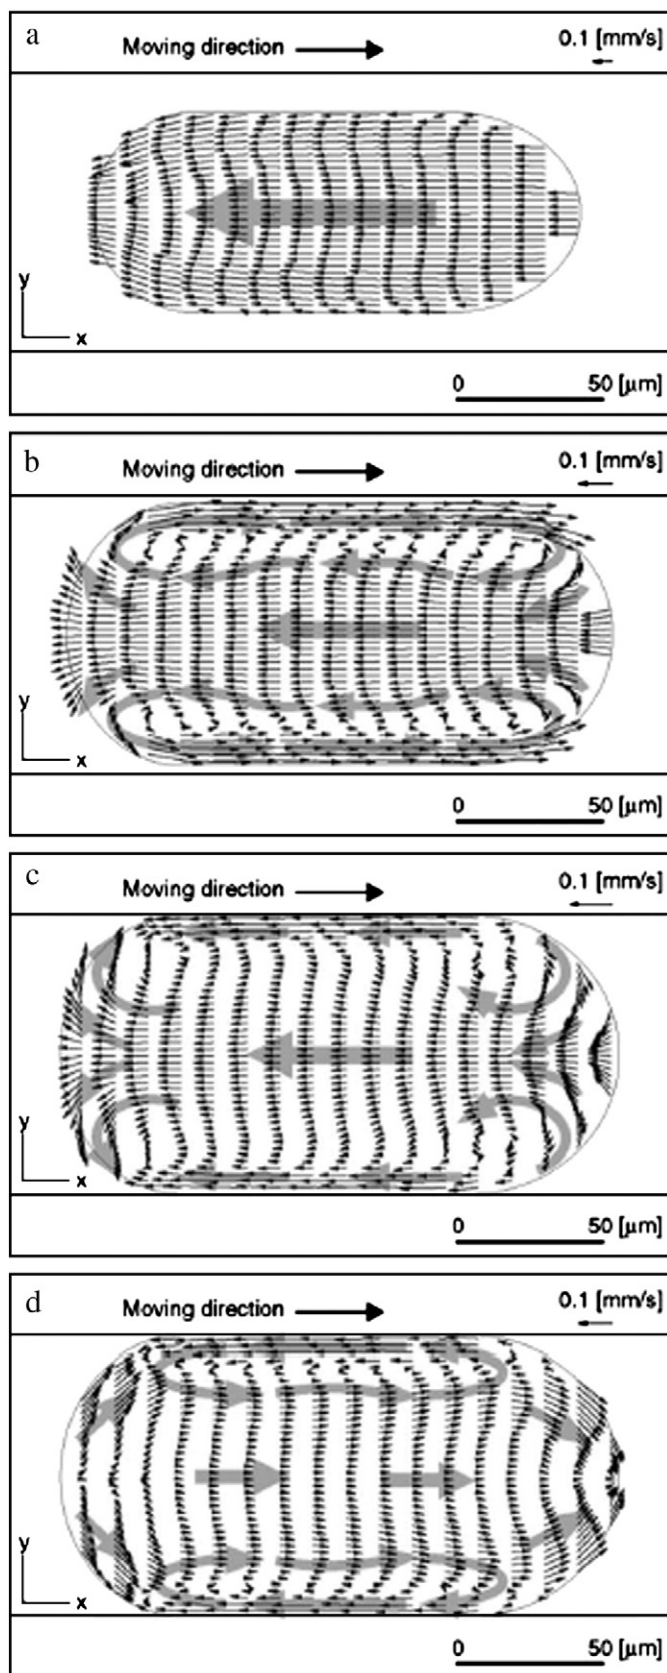 a
Moving direction
0.1 [mm/s]
y
x
0 50 [μm]
b
Moving direction
0.1 [mm/s]
y
x
0 50 [μm]
c
Moving direction
0.1 [mm/s]
y
x
0 50 [μm]
d
Moving direction
0.1 [mm/s]
y
x
0 50 [μm]